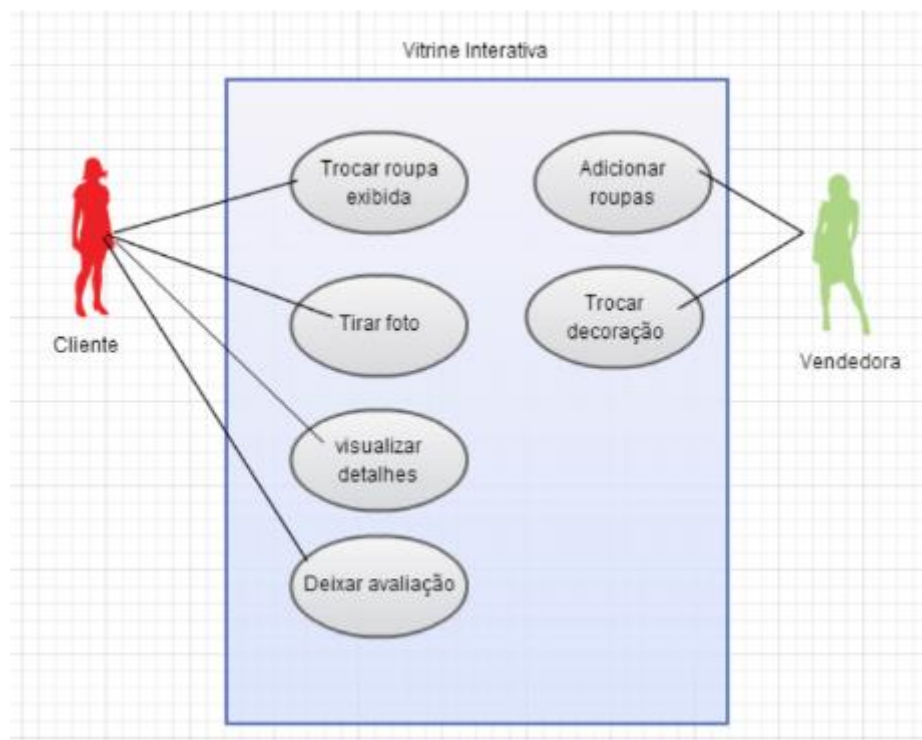 Vitrine Interativa
Trocar roupa
exibida
Adicionar
roupas
Tirar foto
Trocar
decoração
Cliente
Vendedora
visualizar
detalhes
Deixar avaliação